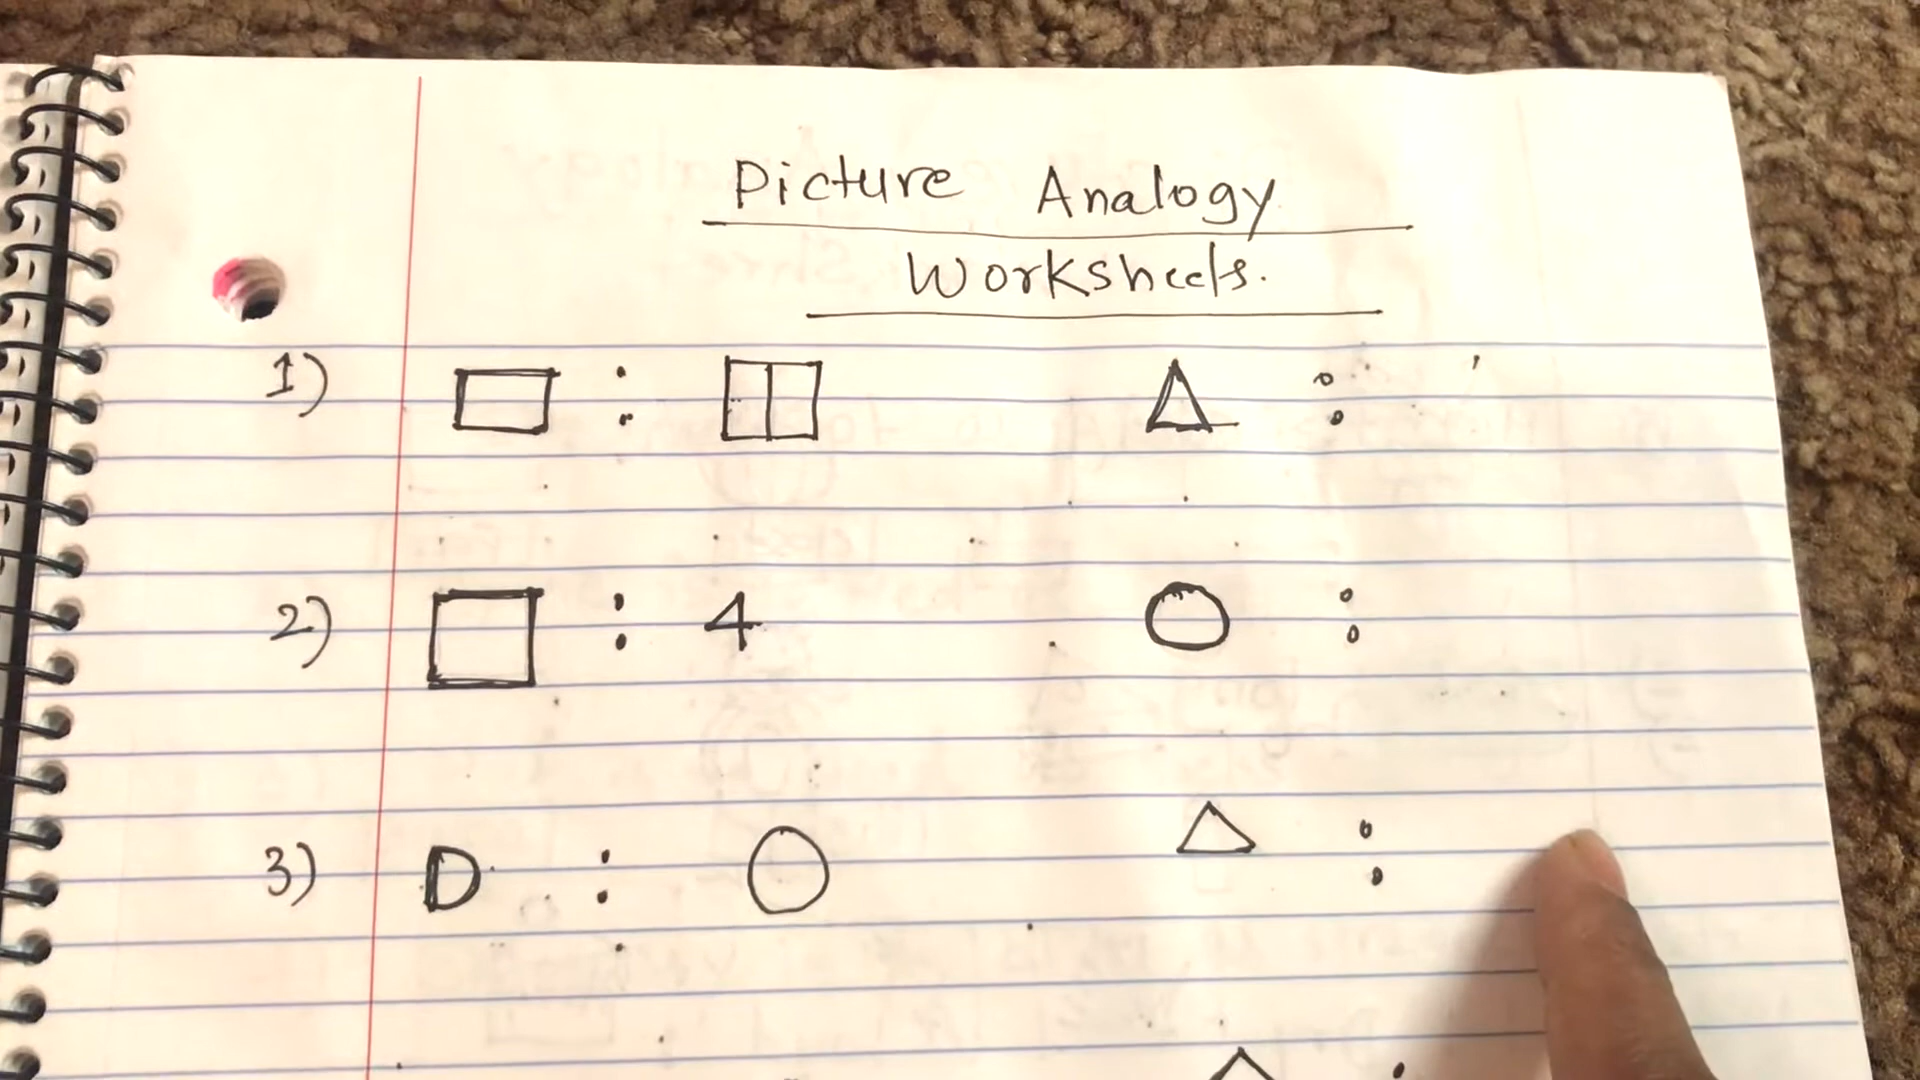 Picture Analogy
Worksheets.
1) : :
2) : 4 :
3) D : :